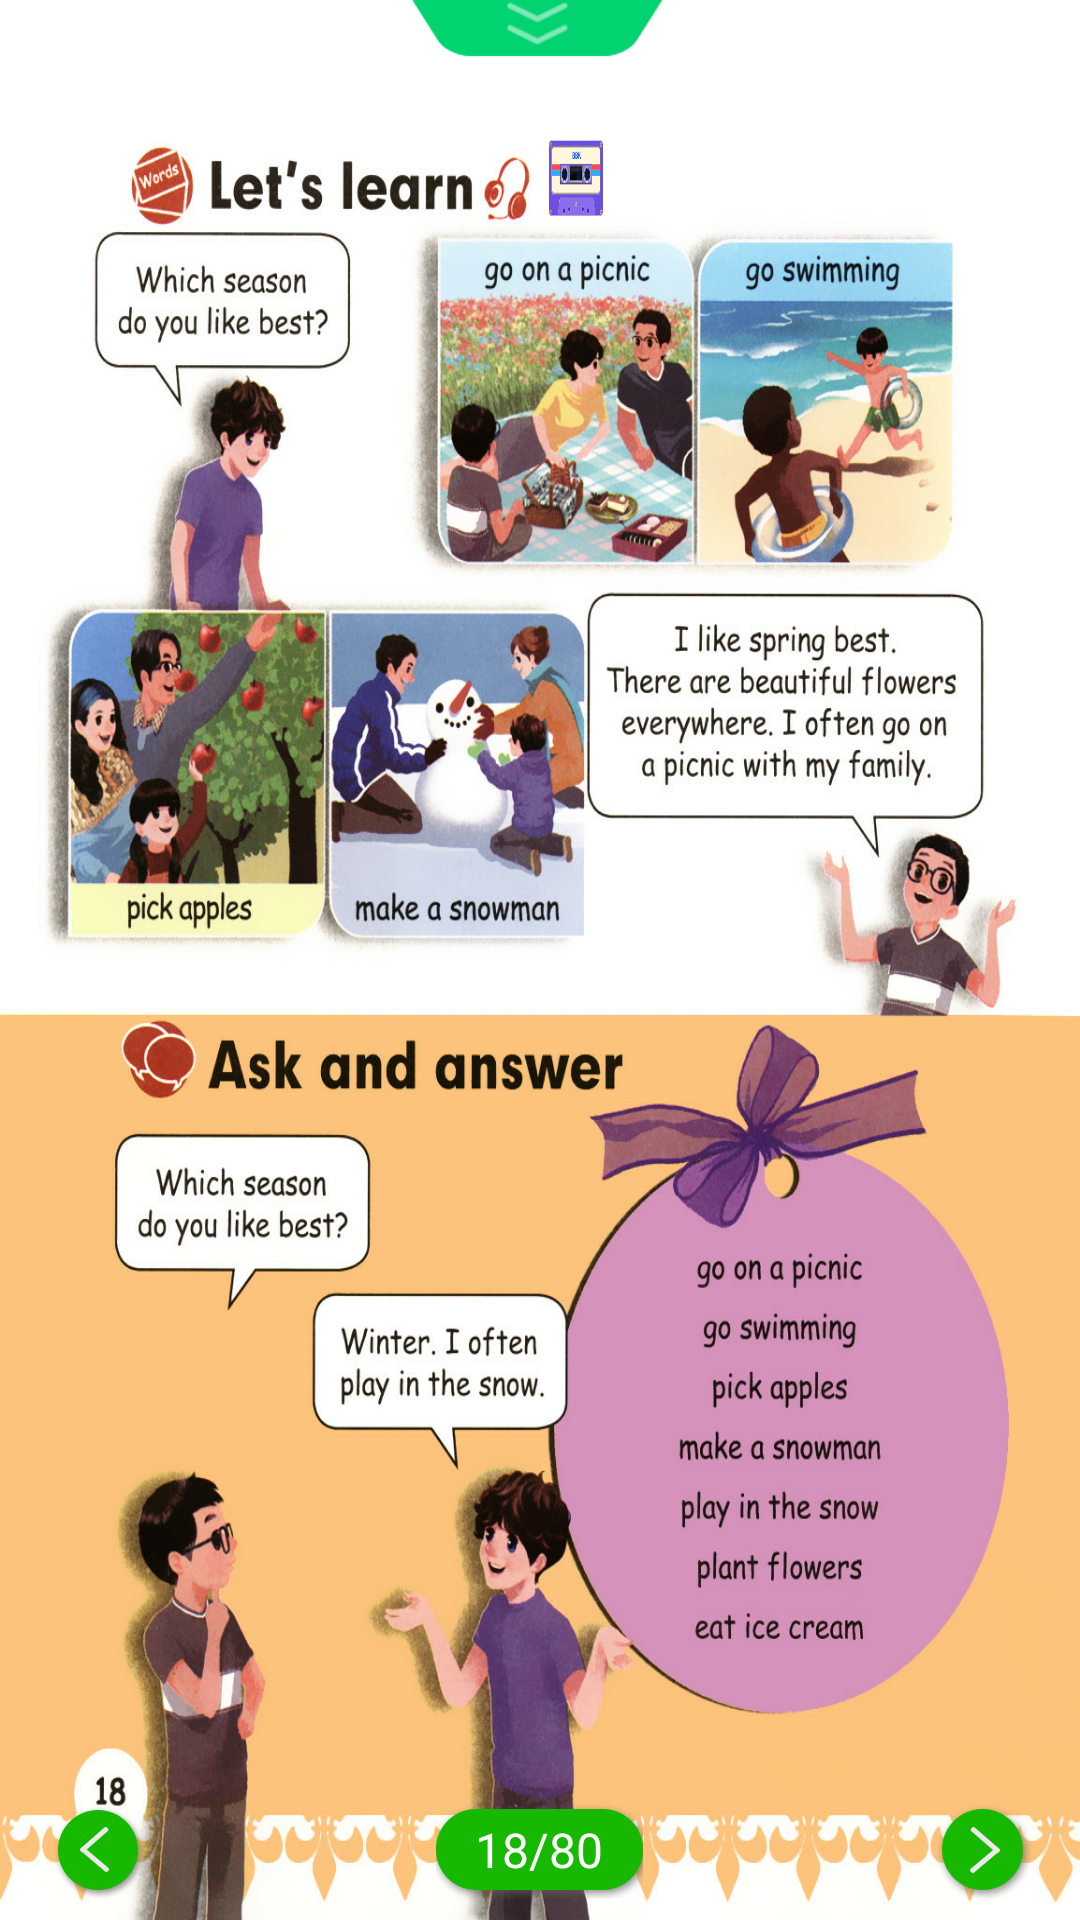 Words
Let's learn
BBK
Which season
do you like best?
go on a picnic
go swimming
pick apples
make a snowman
I like spring best.
There are beautiful flowers
everywhere. I often go on
a picnic with my family.
Ask and answer
Which season
do you like best?
Winter. I often
play in the snow.
go on a picnic
go swimming
pick apples
make a snowman
play in the snow
plant flowers
eat ice cream
18
18/80